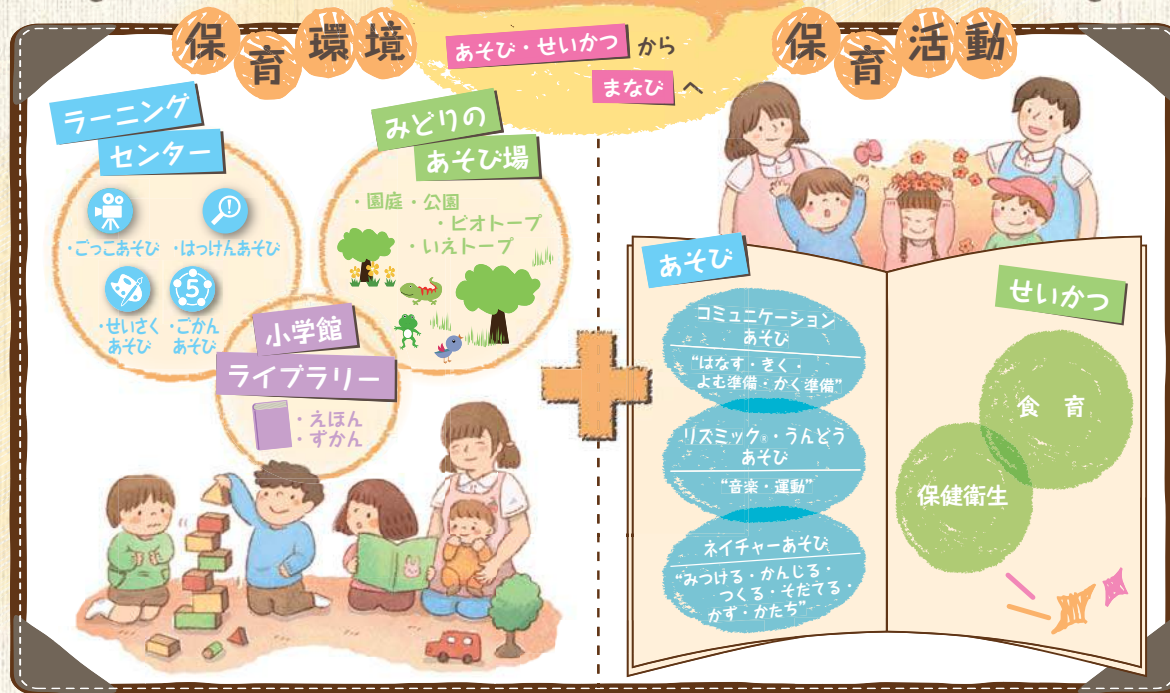 保育環境
あそび・せいかつ から
まなび へ
保育活動
ラーニング
センター
・ごっこあそび
・はっけんあそび
5
・せいさく
あそび
・ごかん
あそび
みどりの
あそび場
・園庭・公園
・ビオトープ
・いえトープ
小学館
ライブラリー
・えほん
・ずかん
あそび
コミュニケーション
あそび
“はなす・きく・
よむ準備・かく準備”
リズミック®・うんどう
あそび
“音楽・運動”
ネイチャーあそび
“みつける・かんじる・
つくる・そだてる・
かず・かたち”
せいかつ
食 育
保健衛生